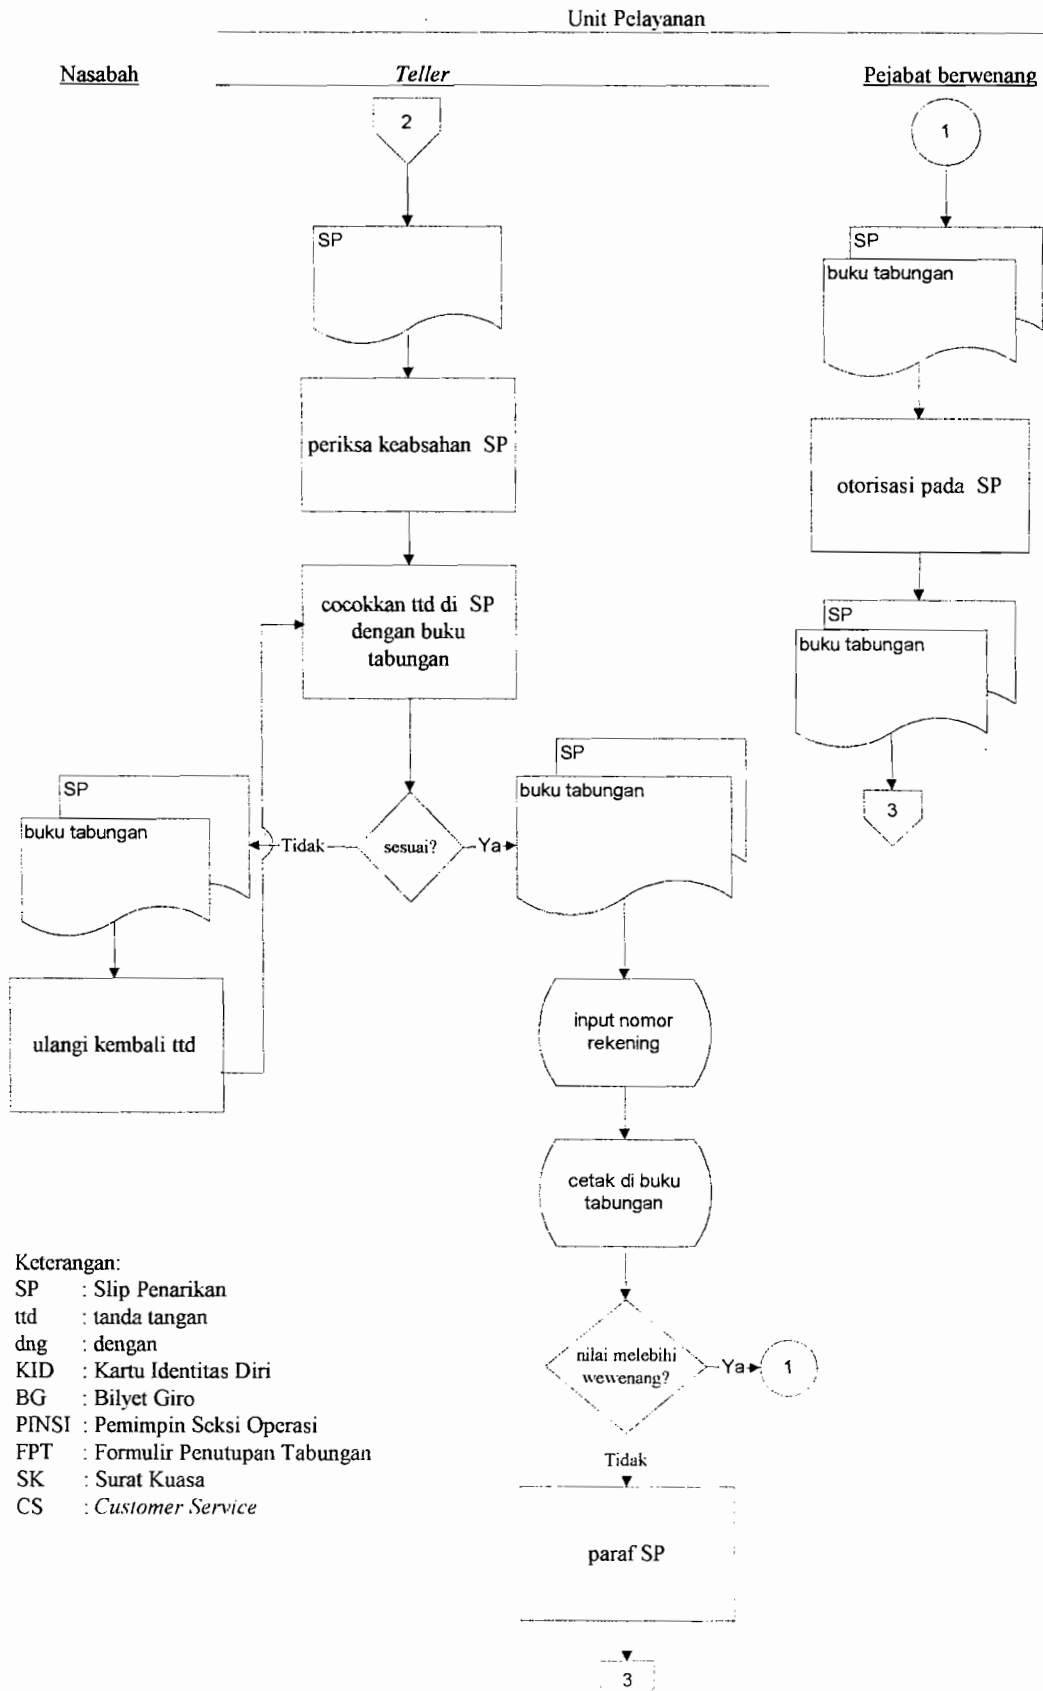 Unit Pelayanan
Nasabah
Teller
Pejabat berwenang
2
1
SP
SP
buku tabungan
periksa keabsahan SP
otorisasi pada SP
cocokkan ttd di SP
dengan buku
tabungan
SP
buku tabungan
SP
buku tabungan
SP
buku tabungan
3
Tidak
sesuai?
Ya
ulangi kembali ttd
input nomor
rekening
cetak di buku
tabungan
nilai melebihi
wewenang?
Ya
1
Tidak
paraf SP
3
Keterangan:
SP : Slip Penarikan
ttd : tanda tangan
dng : dengan
KID : Kartu Identitas Diri
BG : Bilyet Giro
PINSI : Pemimpin Seksi Operasi
FPT : Formulir Penutupan Tabungan
SK : Surat Kuasa
CS : Customer Service